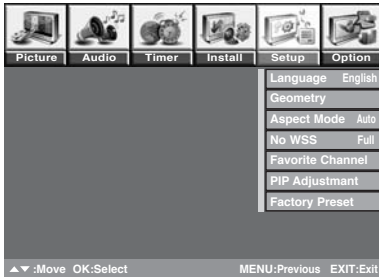 Picture Audio Timer Install Setup Option
Language English
Geometry
Aspect Mode Auto
No WSS Full
Favorite Channel
PIP Adjustmant
Factory Preset
▲▼ :Move OK:Select MENU:Previous EXIT:Exit